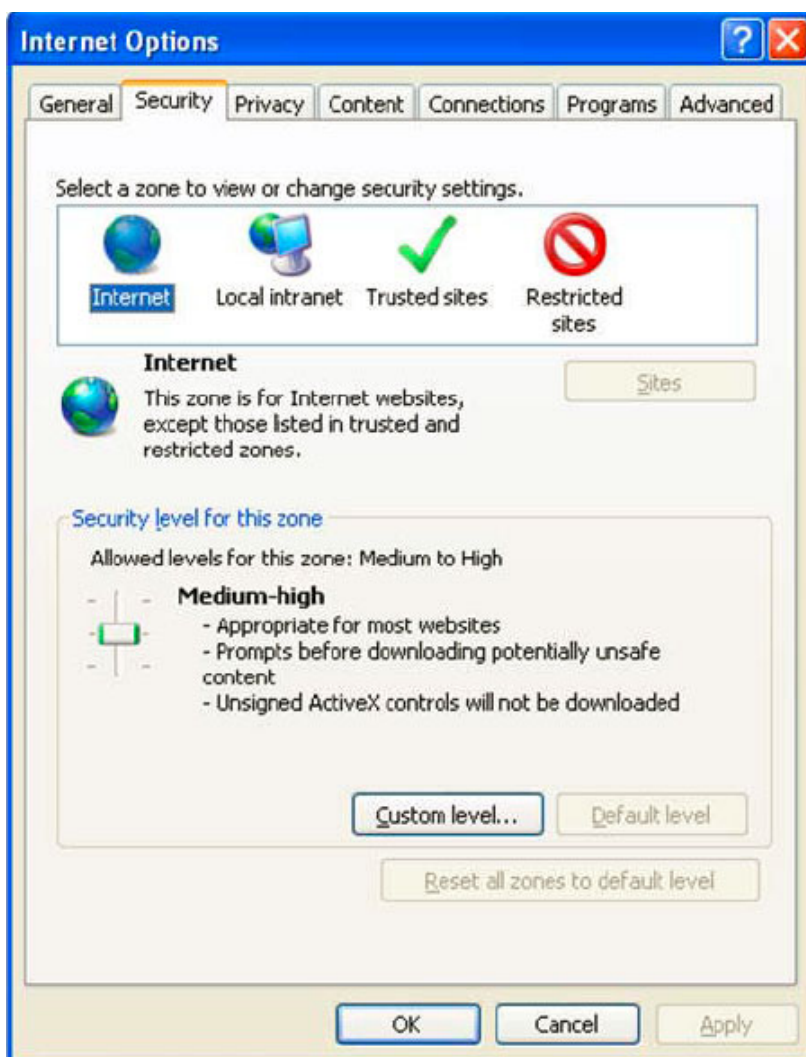 Internet Options
General Security Privacy Content Connections Programs Advanced
Select a zone to view or change security settings.
Internet Local intranet Trusted sites Restricted
sites
Internet
Sites
This zone is for Internet websites,
except those listed in trusted and
restricted zones.
Security level for this zone
Allowed levels for this zone: Medium to High
Medium-high
- Appropriate for most websites
- Prompts before downloading potentially unsafe
content
- Unsigned ActiveX controls will not be downloaded
Custom level... Default level
Reset all zones to default level
OK Cancel Apply